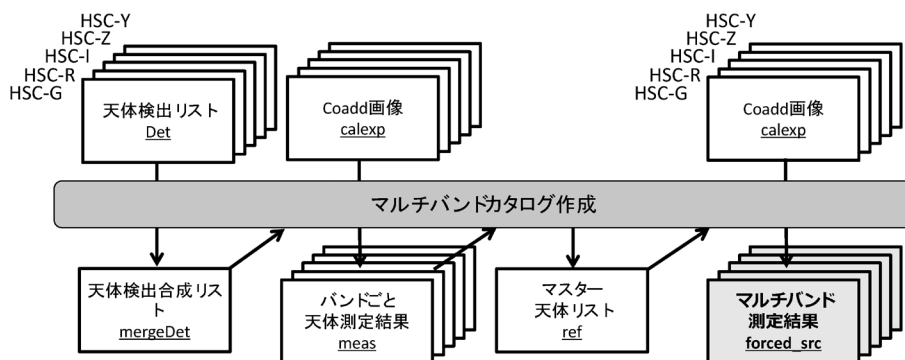 HSC-Y
HSC-Z
HSC-I
HSC-R
HSC-G
天体検出リスト
Det
Coadd画像
calexp
HSC-Y
HSC-Z
HSC-I
HSC-R
HSC-G
Coadd画像
calexp
マルチバンドカタログ作成
天体検出合成リス
ト
mergeDet
バンドごと
天体測定結果
meas
マスター
天体リスト
ref
マルチバンド
測定結果
forced_src